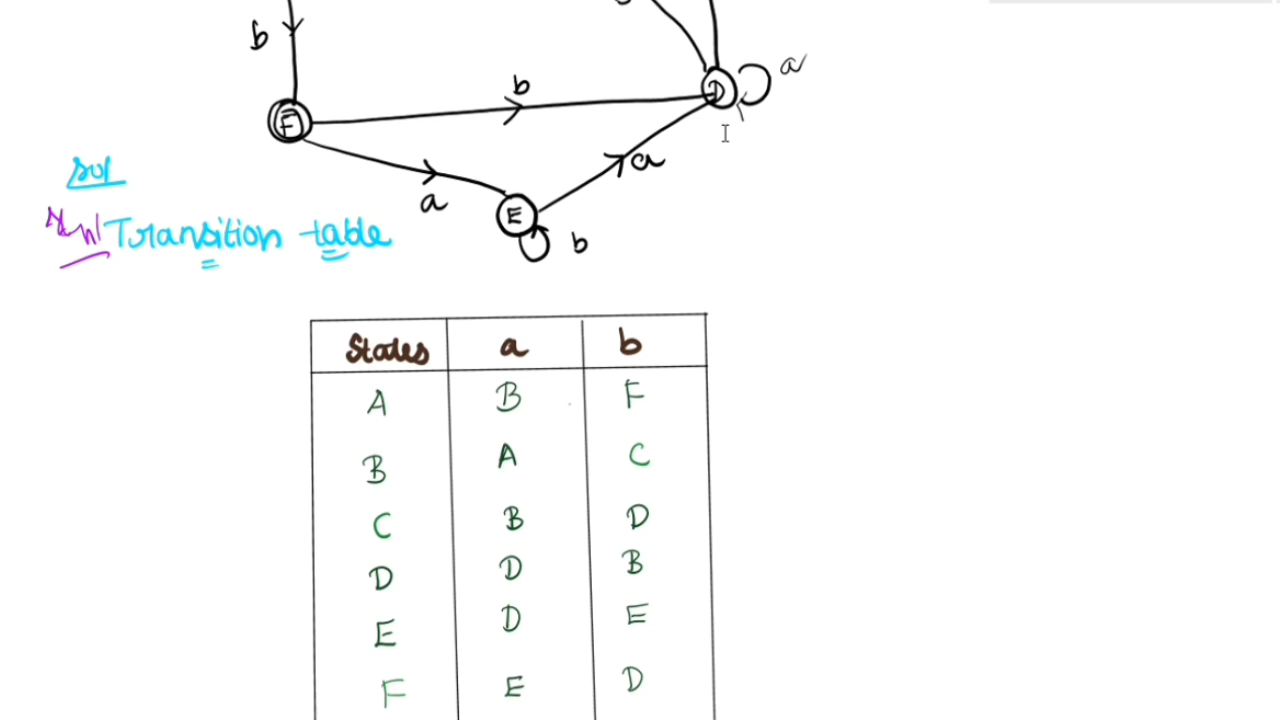 b
a
b
D
F
a
a
E
b
sol
Transition table
States a b
A B F
B A C
C B D
D D B
E D E
F E D